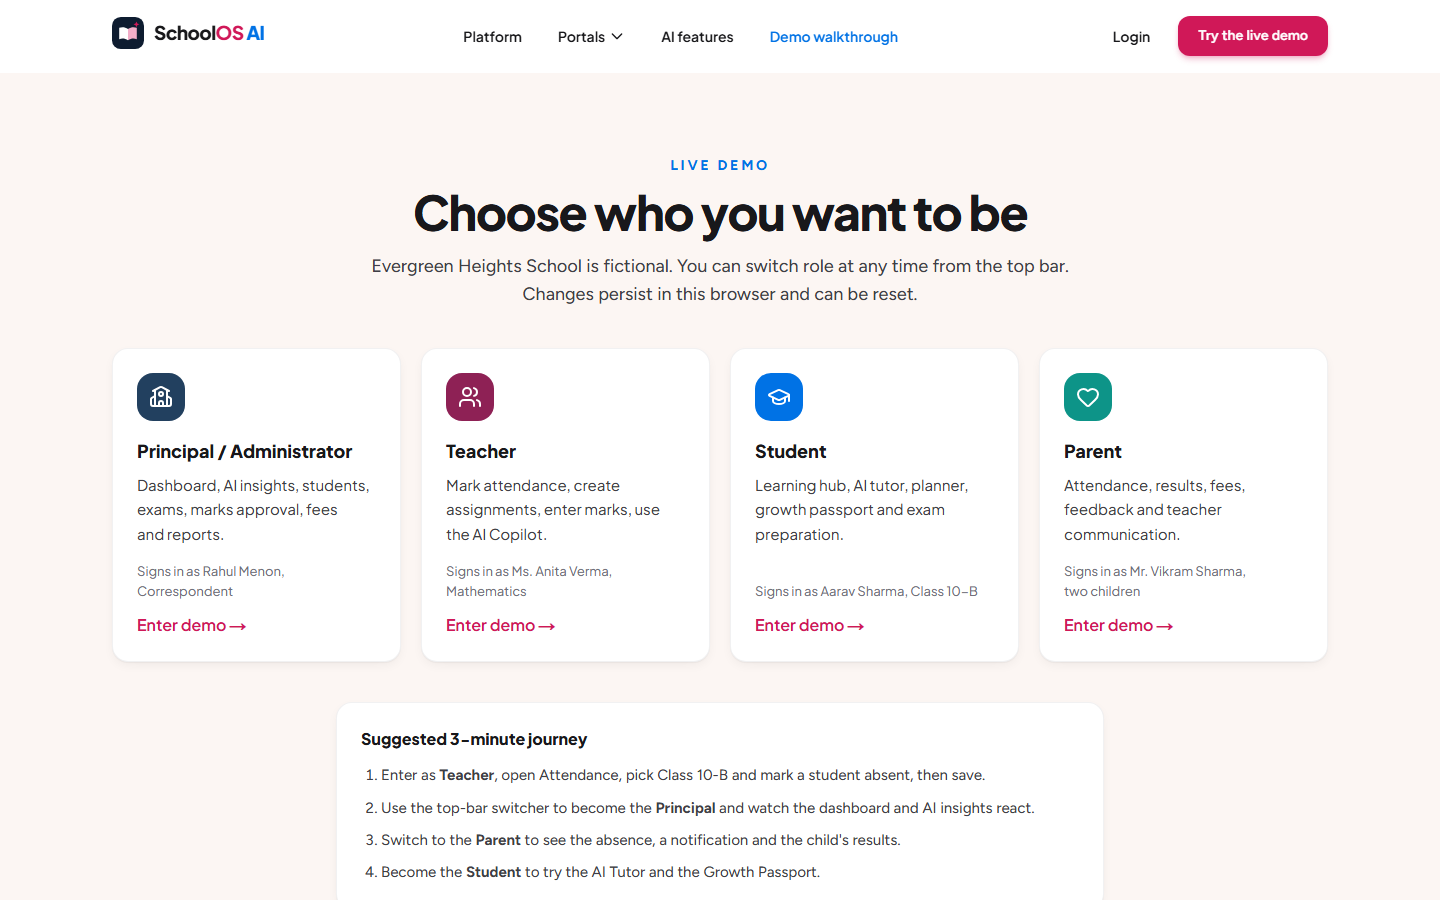 SchoolOS AI
Platform
Portals
AI features
Demo walkthrough
Login
Try the live demo
LIVE DEMO
Choose who you want to be
Evergreen Heights School is fictional. You can switch role at any time from the top bar.
Changes persist in this browser and can be reset.
Principal / Administrator
Dashboard, AI insights, students,
exams, marks approval, fees
and reports.
Signs in as Rahul Menon,
Correspondent
Enter demo →
Teacher
Mark attendance, create
assignments, enter marks, use
the AI Copilot.
Signs in as Ms. Anita Verma,
Mathematics
Enter demo →
Student
Learning hub, AI tutor, planner,
growth passport and exam
preparation.
Signs in as Aarav Sharma, Class 10–B
Enter demo →
Parent
Attendance, results, fees,
feedback and teacher
communication.
Signs in as Mr. Vikram Sharma,
two children
Enter demo →
Suggested 3–minute journey
1. Enter as Teacher, open Attendance, pick Class 10-B and mark a student absent, then save.
2. Use the top-bar switcher to become the Principal and watch the dashboard and AI insights react.
3. Switch to the Parent to see the absence, a notification and the child's results.
4. Become the Student to try the AI Tutor and the Growth Passport.